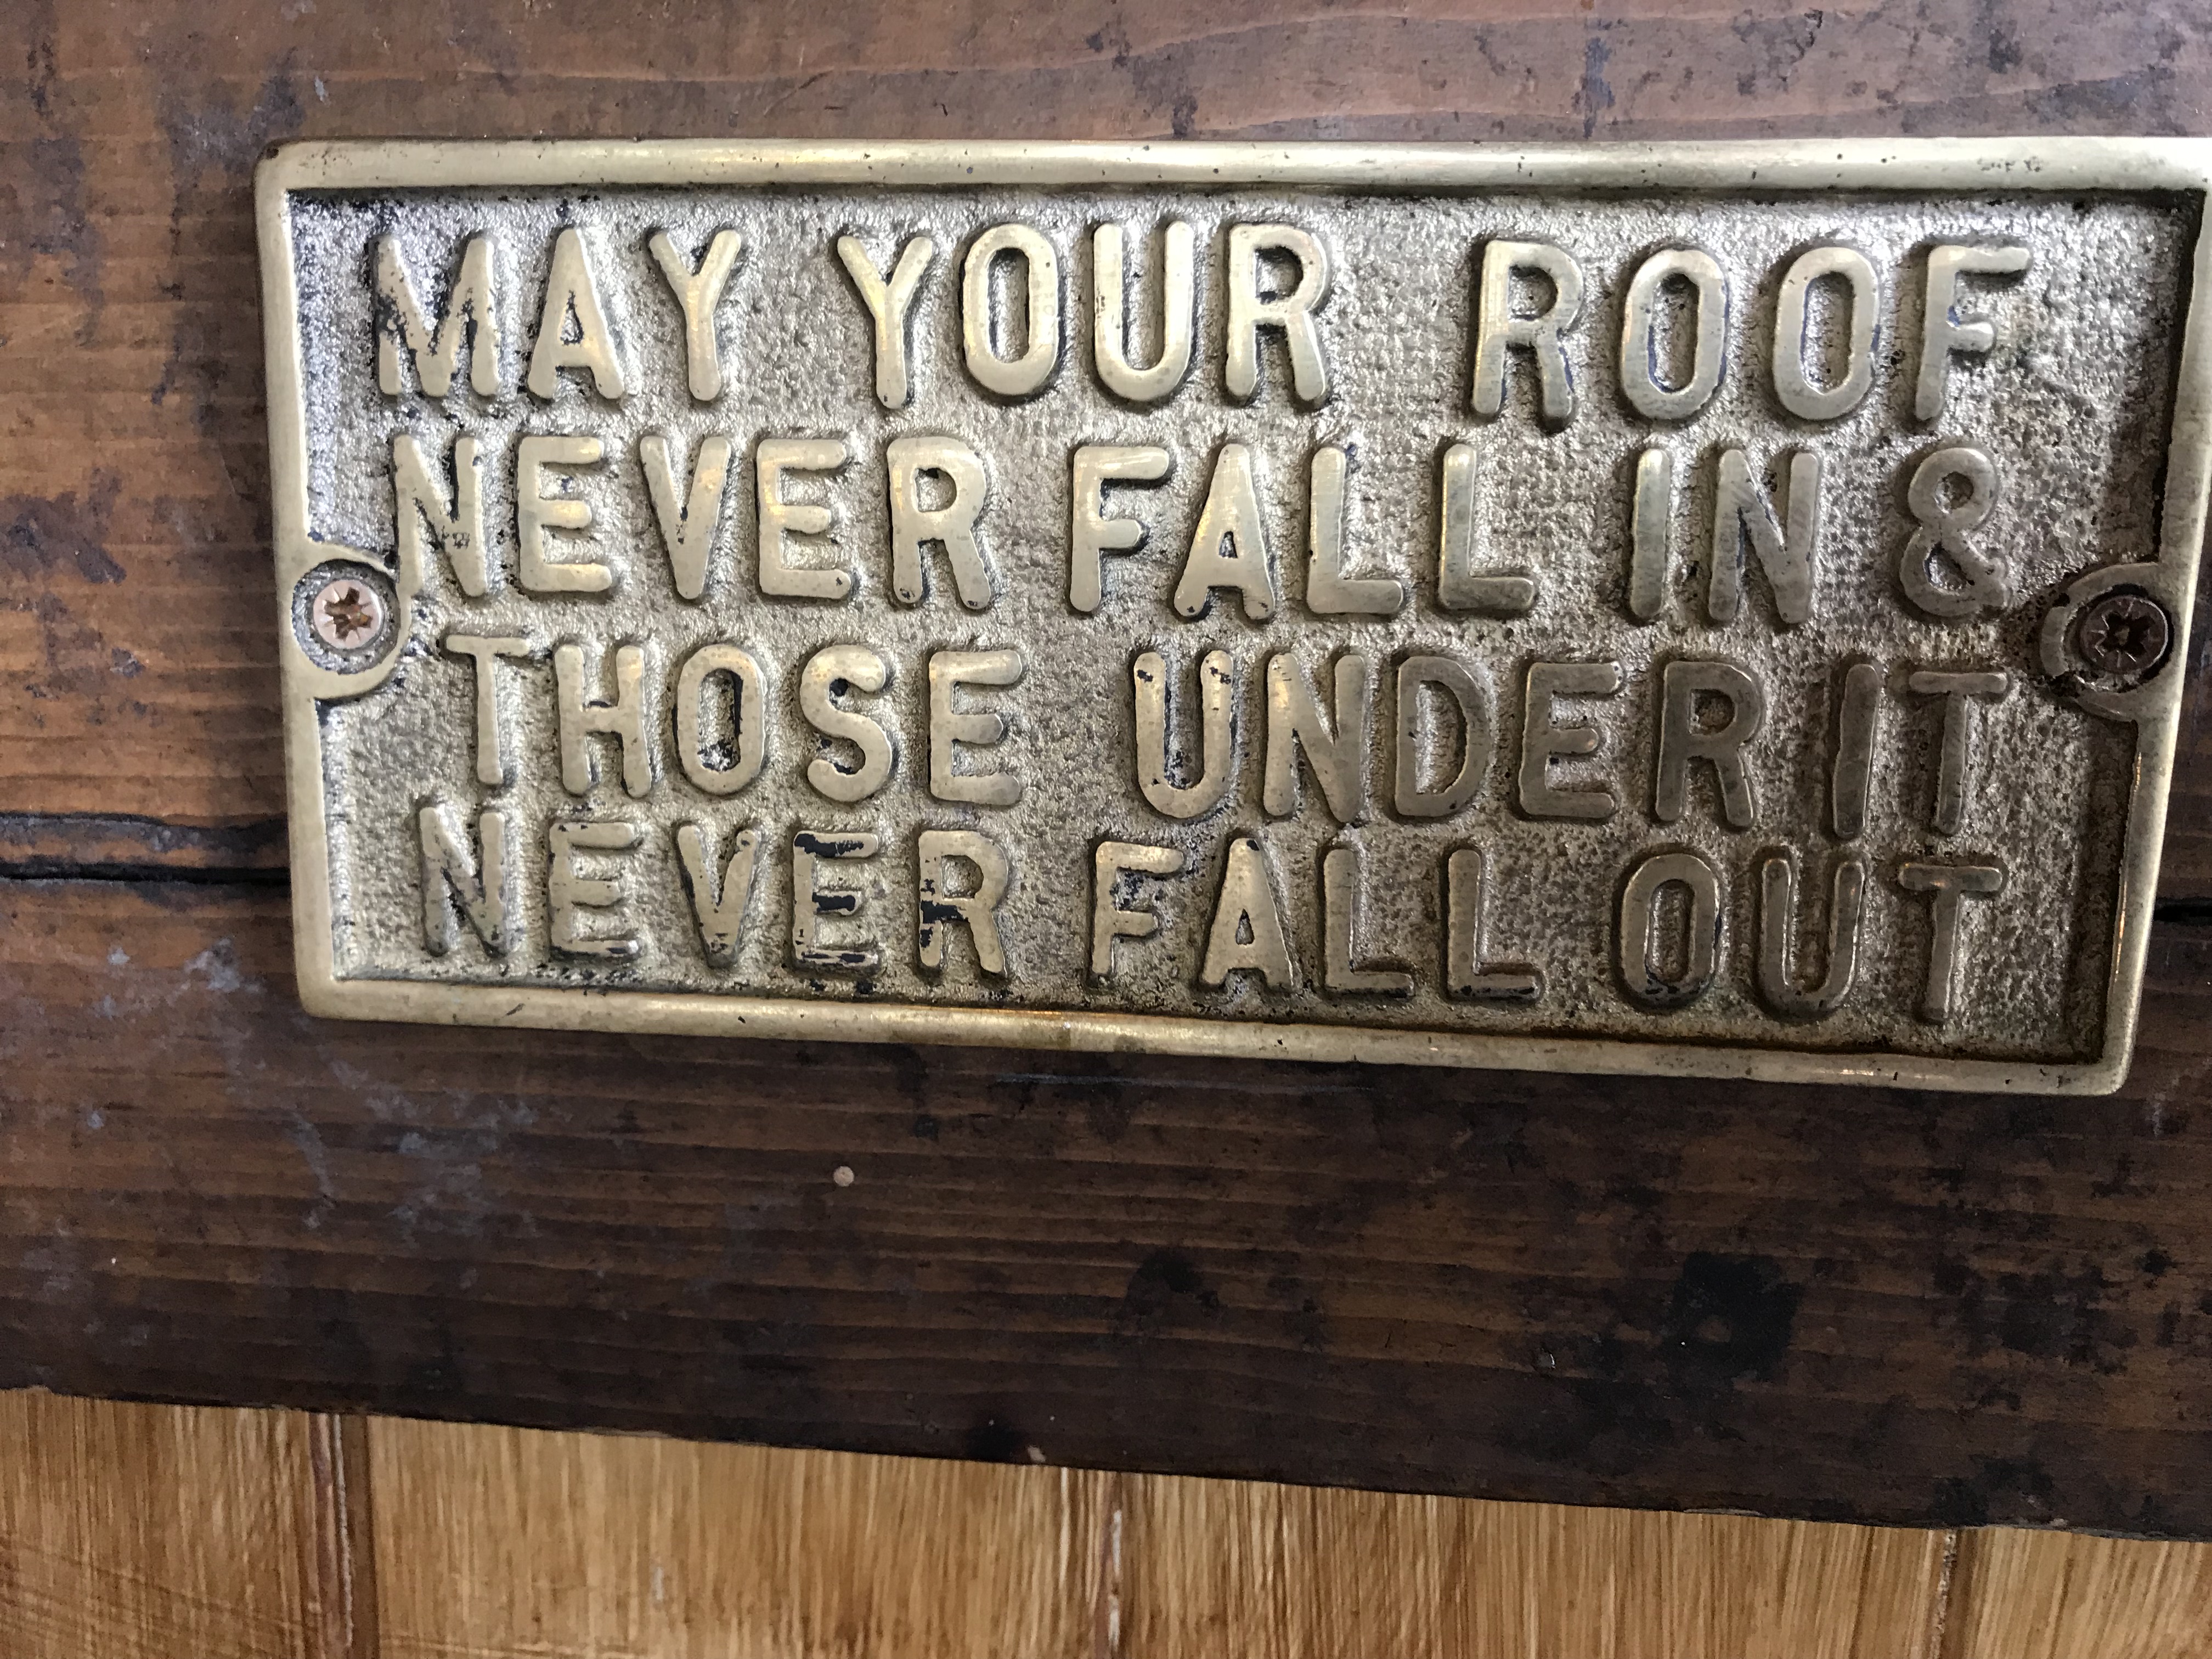 MAY YOUR ROOF
NEVER FALL IN &
THOSE UNDER IT
NEVER FALL OUT